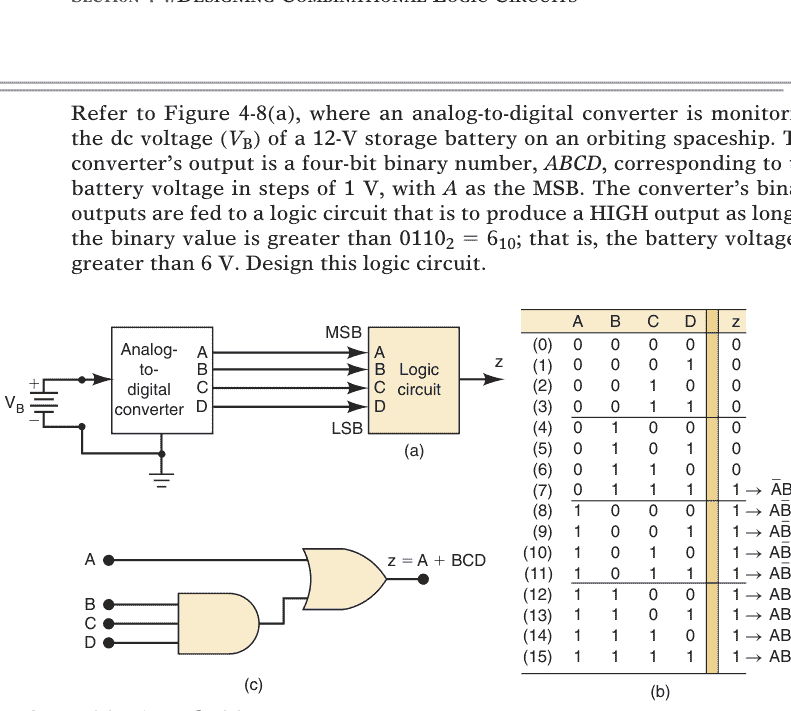 Refer to Figure 4-8(a), where an analog-to-digital converter is
the dc voltage (VB) of a 12-V storage battery on an orbiting spaceship.
converter's output is a four-bit binary number, ABCD, corresponding to
battery voltage in steps of 1 V, with A as the MSB. The converter's
outputs are fed to a logic circuit that is to produce a HIGH output as
the binary value is greater than 0110₂ = 6₁₀; that is, the battery voltage
greater than 6 V. Design this logic circuit.
MSB
Analog-
to-
digital
converter
A
B
C
D
A
B
C
D
Logic
circuit
z
VB
+
−
LSB
(a)
A B C D z
(0) 0 0 0 0 0
(1) 0 0 0 1 0
(2) 0 0 1 0 0
(3) 0 0 1 1 0
(4) 0 1 0 0 0
(5) 0 1 0 1 0
(6) 0 1 1 0 0
(7) 0 1 1 1 1 → A̅B
(8) 1 0 0 0 1 → AB̅
(9) 1 0 0 1 1 → AB̅
(10) 1 0 1 0 1 → AB̅
(11) 1 0 1 1 1 → AB̅
(12) 1 1 0 0 1 → AB
(13) 1 1 0 1 1 → AB
(14) 1 1 1 0 1 → AB
(15) 1 1 1 1 1 → AB
(b)
A
B
C
D
z = A + BCD
(c)